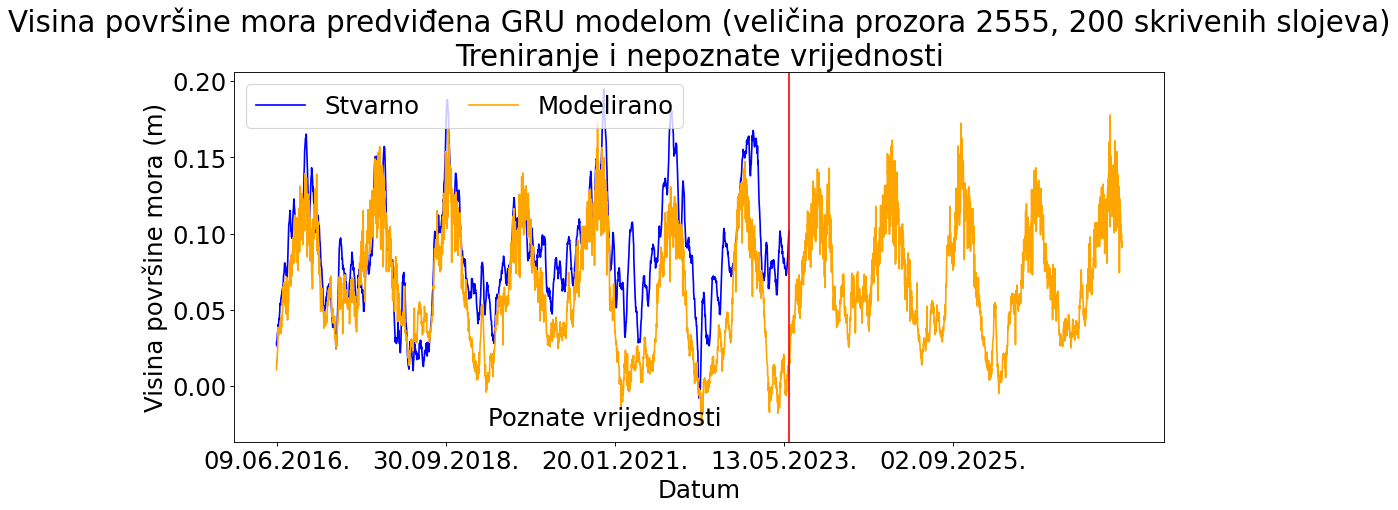 Visina površine mora predviđena GRU modelom (veličina prozora 2555, 200 skrivenih slojeva)
Treniranje i nepoznate vrijednosti
Stvarno
Modelirano
0.20
0.15
0.10
0.05
0.00
Visina površine mora (m)
Poznate vrijednosti
09.06.2016.
30.09.2018.
20.01.2021.
13.05.2023.
02.09.2025.
Datum